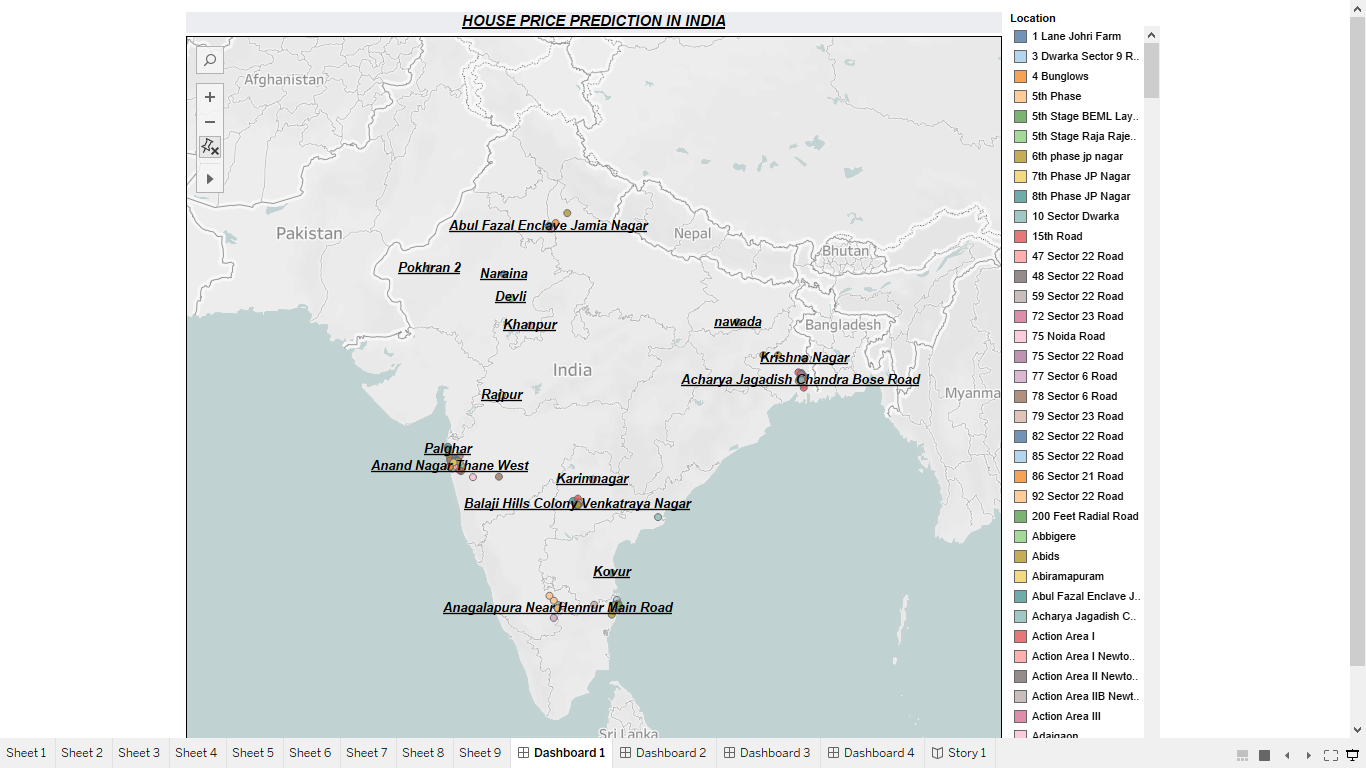 HOUSE PRICE PREDICTION IN INDIA
Afghanistan
Pakistan
Abul Fazal Enclave Jamia Nagar
Nepal
Bhutan
Pokhran 2
Naraina
Devli
Khanpur
nawada
Bangladesh
Krishna Nagar
India
Acharya Jagadish Chandra Bose Road
Rajpur
Myanma
Palghar
Anand Nagar Thane West
Karimnagar
Balaji Hills Colony Venkatraya Nagar
Kovur
Anagalapura Near Hennur Main Road
Sri Lanka
Location
1 Lane Johri Farm
3 Dwarka Sector 9 R..
4 Bunglows
5th Phase
5th Stage BEML Lay..
5th Stage Raja Raje..
6th phase jp nagar
7th Phase JP Nagar
8th Phase JP Nagar
10 Sector Dwarka
15th Road
47 Sector 22 Road
48 Sector 22 Road
59 Sector 22 Road
72 Sector 23 Road
75 Noida Road
75 Sector 22 Road
77 Sector 6 Road
78 Sector 6 Road
79 Sector 23 Road
82 Sector 22 Road
85 Sector 22 Road
86 Sector 21 Road
92 Sector 22 Road
200 Feet Radial Road
Abbigere
Abids
Abiramapuram
Abul Fazal Enclave J..
Acharya Jagadish C..
Action Area I
Action Area I Newto..
Action Area II Newto..
Action Area IIB Newt..
Action Area III
Adaigaon
Sheet 1 Sheet 2 Sheet 3 Sheet 4 Sheet 5 Sheet 6 Sheet 7 Sheet 8 Sheet 9 Dashboard 1 Dashboard 2 Dashboard 3 Dashboard 4 Story 1